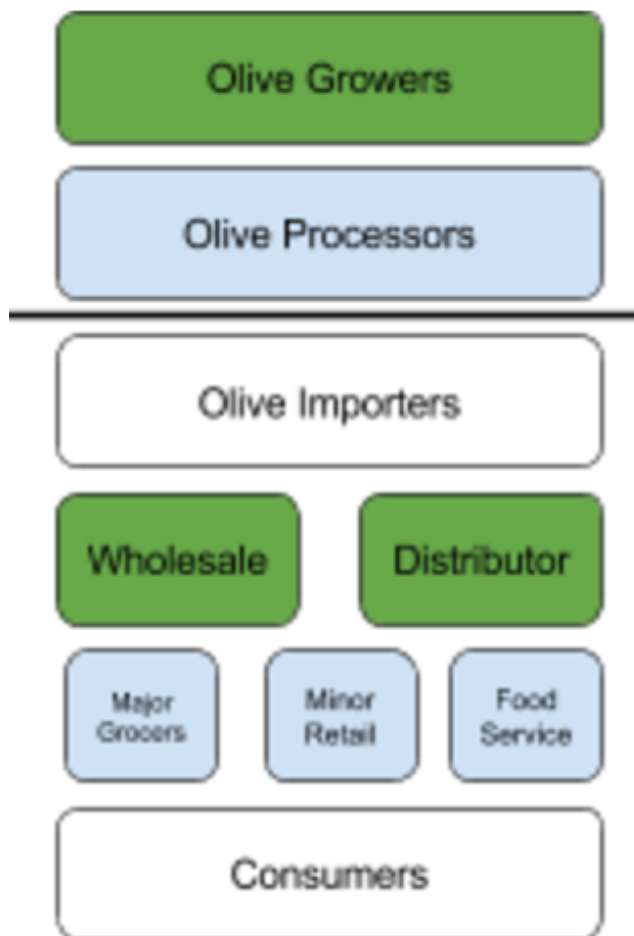 Olive Growers
Olive Processors
Olive Importers
Wholesale
Distributor
Major
Grocers
Minor
Retail
Food
Service
Consumers